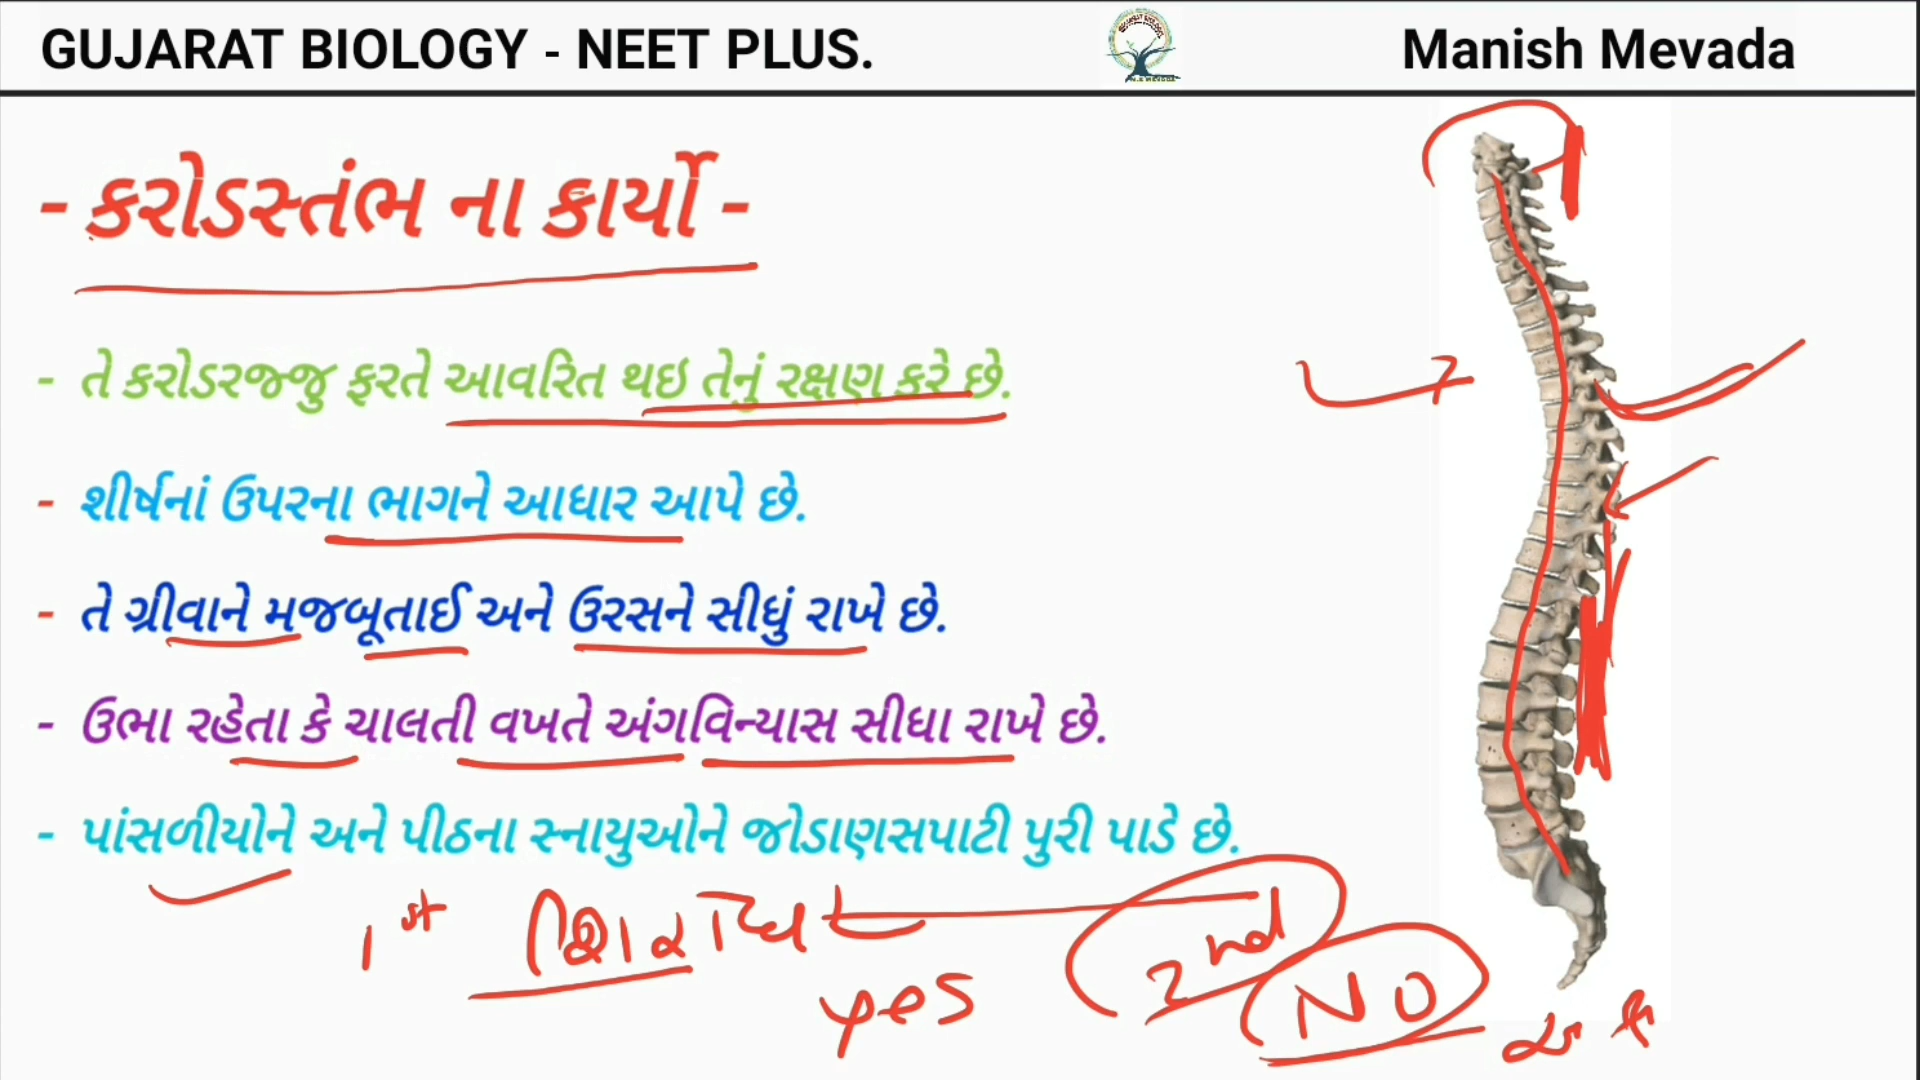 GUJARAT BIOLOGY - NEET PLUS.
Manish Mevada
- કરોડસ્તંભ ના કાર્યો -
- તે કરોડરજ્જુ ફરતે આવરિત થઇ તેનું રક્ષણ કરે છે.
- શીર્ષનાં ઉપરના ભાગને આધાર આપે છે.
- તે ગ્રીવાને મજબૂતાઈ અને ઉરસને સીધું રાખે છે.
- ઉભા રહેતા કે ચાલતી વખતે અંગવિન્યાસ સીધા રાખે છે.
- પાંસળીયોને અને પીઠના સ્નાયુઓને જોડાણસપાટી પુરી પાડે છે.
1st
2nd
yes
NO